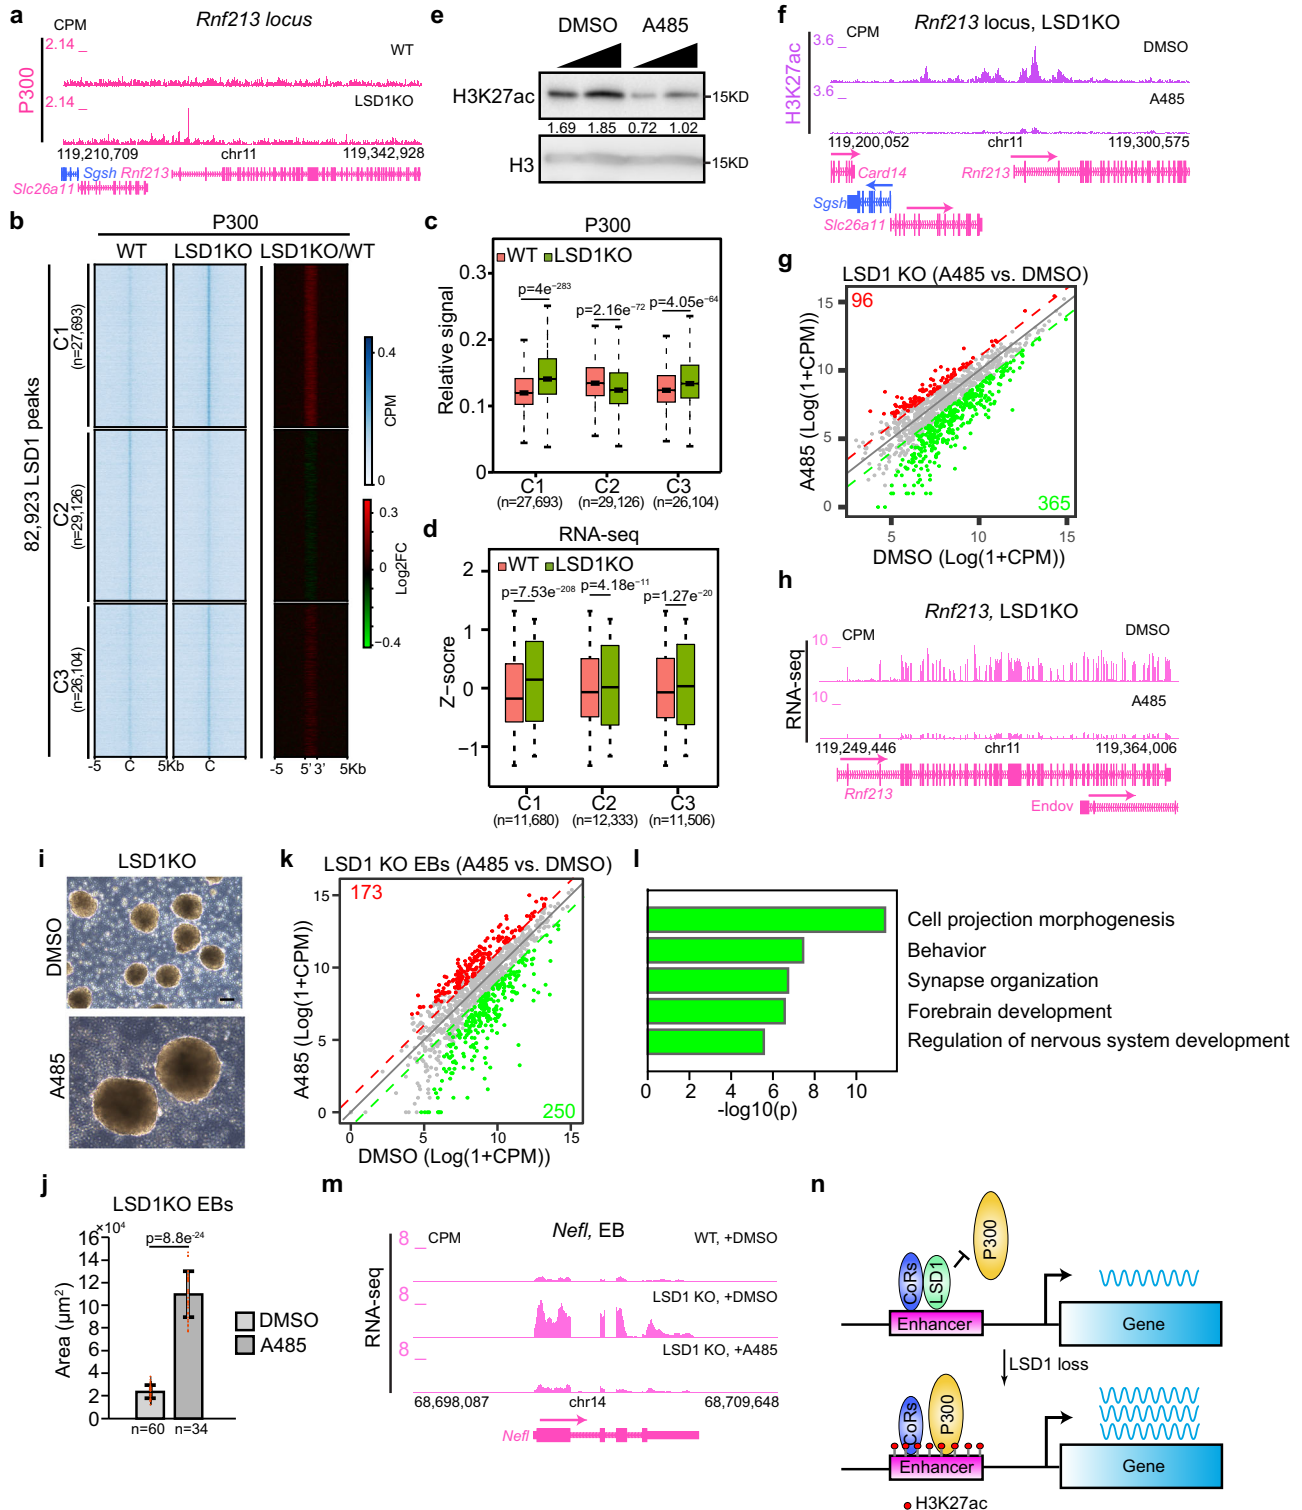 a
Rnf213 locus
CPM
2.14
WT
2.14
LSD1KO
P300
119,210,709 chr11 119,342,928
Sgsh Rnf213
Slc26a11
b
P300
WT LSD1KO LSD1KO/WT
82,923 LSD1 peaks
C1
(n=27,693)
C2
(n=29,126)
C3
(n=26,104)
0.4
CPM
0
0.3
0
Log2FC
−0.4
-5 C 5Kb C -5 5' 3' 5Kb
c
P300
WT LSD1KO
p=4e−283
p=2.16e−72
p=4.05e−64
Relative signal
0.3
0.2
0.1
0
C1 C2 C3
(n=27,693) (n=29,126) (n=26,104)
d
RNA-seq
WT LSD1KO
p=7.53e−208
p=4.18e−11
p=1.27e−20
Z−socre
2
1
0
−1
C1 C2 C3
(n=11,680) (n=12,333) (n=11,506)
e
DMSO A485
H3K27ac
15KD
1.69 1.85 0.72 1.02
H3
15KD
f
Rnf213 locus, LSD1KO
3.6
CPM
DMSO
3.6
A485
H3K27ac
119,200,052 chr11 119,300,575
Card14 Rnf213
Sgsh
Slc26a11
g
LSD1 KO (A485 vs. DMSO)
96
365
A485 (Log(1+CPM))
15
10
5
0
5 10 15
DMSO (Log(1+CPM))
h
Rnf213, LSD1KO
10
CPM
DMSO
10
A485
RNA-seq
119,249,446 chr11 119,364,006
Rnf213
Endov
i
LSD1KO
DMSO
A485
j
LSD1KO EBs
×10⁴
p=8.8e-24
Area (μm²)
16
14
12
10
8
6
4
2
0
n=60 n=34
DMSO
A485
k
LSD1 KO EBs (A485 vs. DMSO)
173
250
A485 (Log(1+CPM))
15
10
5
0
0 5 10 15
DMSO (Log(1+CPM))
l
Cell projection morphogenesis
Behavior
Synapse organization
Forebrain development
Regulation of nervous system development
0 2 4 6 8 10
-log10(p)
m
Nefl, EB
8
CPM
WT, +DMSO
8
LSD1 KO, +DMSO
8
LSD1 KO, +A485
RNA-seq
68,698,087 chr14 68,709,648
Nefl
n
P300
CoRs
LSD1
Enhancer
Gene
LSD1 loss
CoRs
P300
Enhancer
Gene
H3K27ac